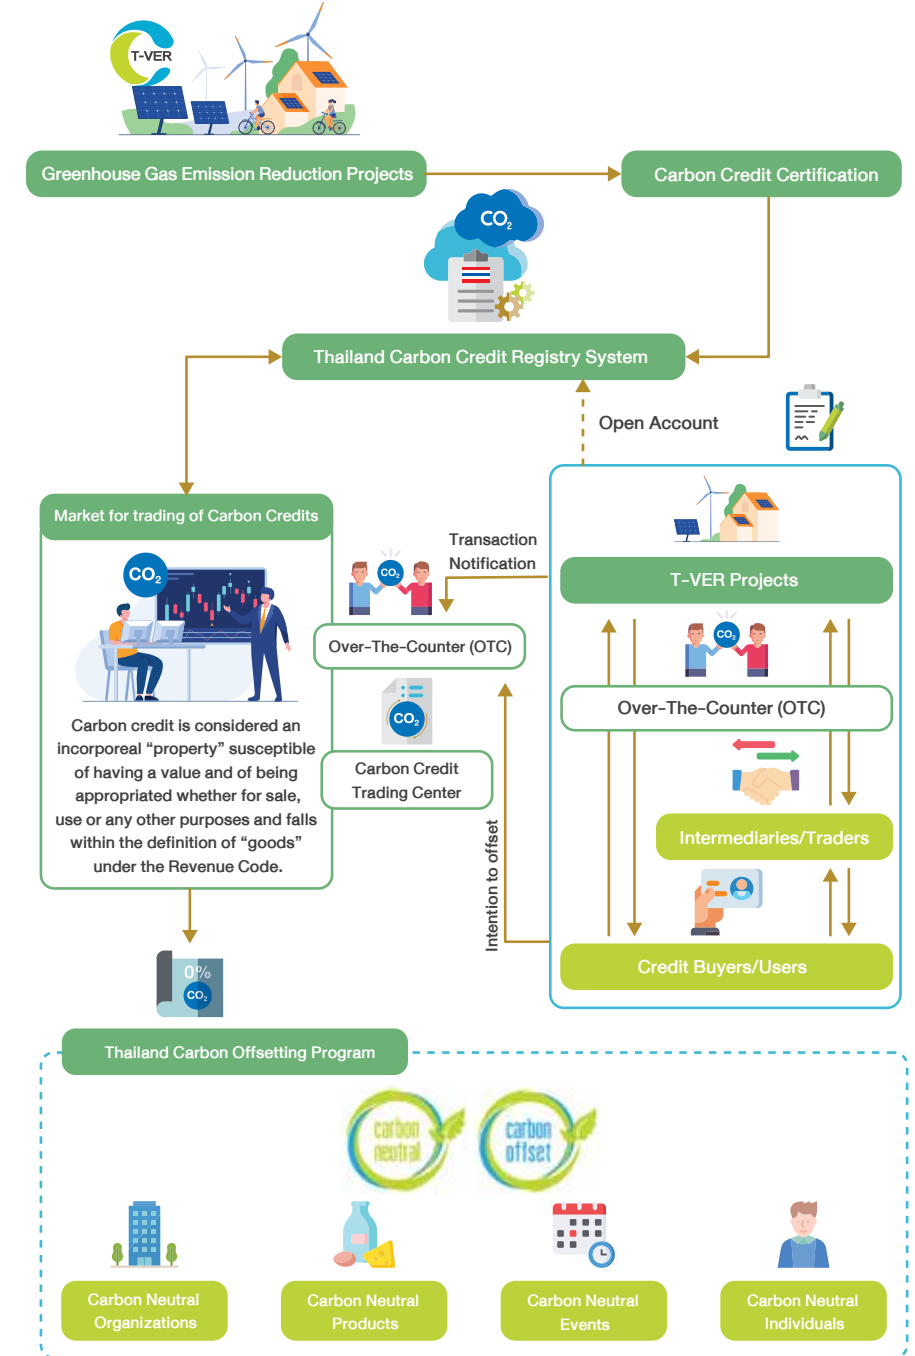 T-VER
Greenhouse Gas Emission Reduction Projects
Carbon Credit Certification
CO2
Thailand Carbon Credit Registry System
Open Account
Market for trading of Carbon Credits
CO2
Carbon credit is considered an
incorporeal “property” susceptible
of having a value and of being
appropriated whether for sale,
use or any other purposes and falls
within the definition of “goods”
under the Revenue Code.
Transaction
Notification
CO2
Over-The-Counter (OTC)
CO2
Carbon Credit
Trading Center
Intention to offset
T-VER Projects
CO2
Over-The-Counter (OTC)
Intermediaries/Traders
Credit Buyers/Users
0%
CO2
Thailand Carbon Offsetting Program
carbon
neutral
carbon
offset
Carbon Neutral
Organizations
Carbon Neutral
Products
Carbon Neutral
Events
Carbon Neutral
Individuals